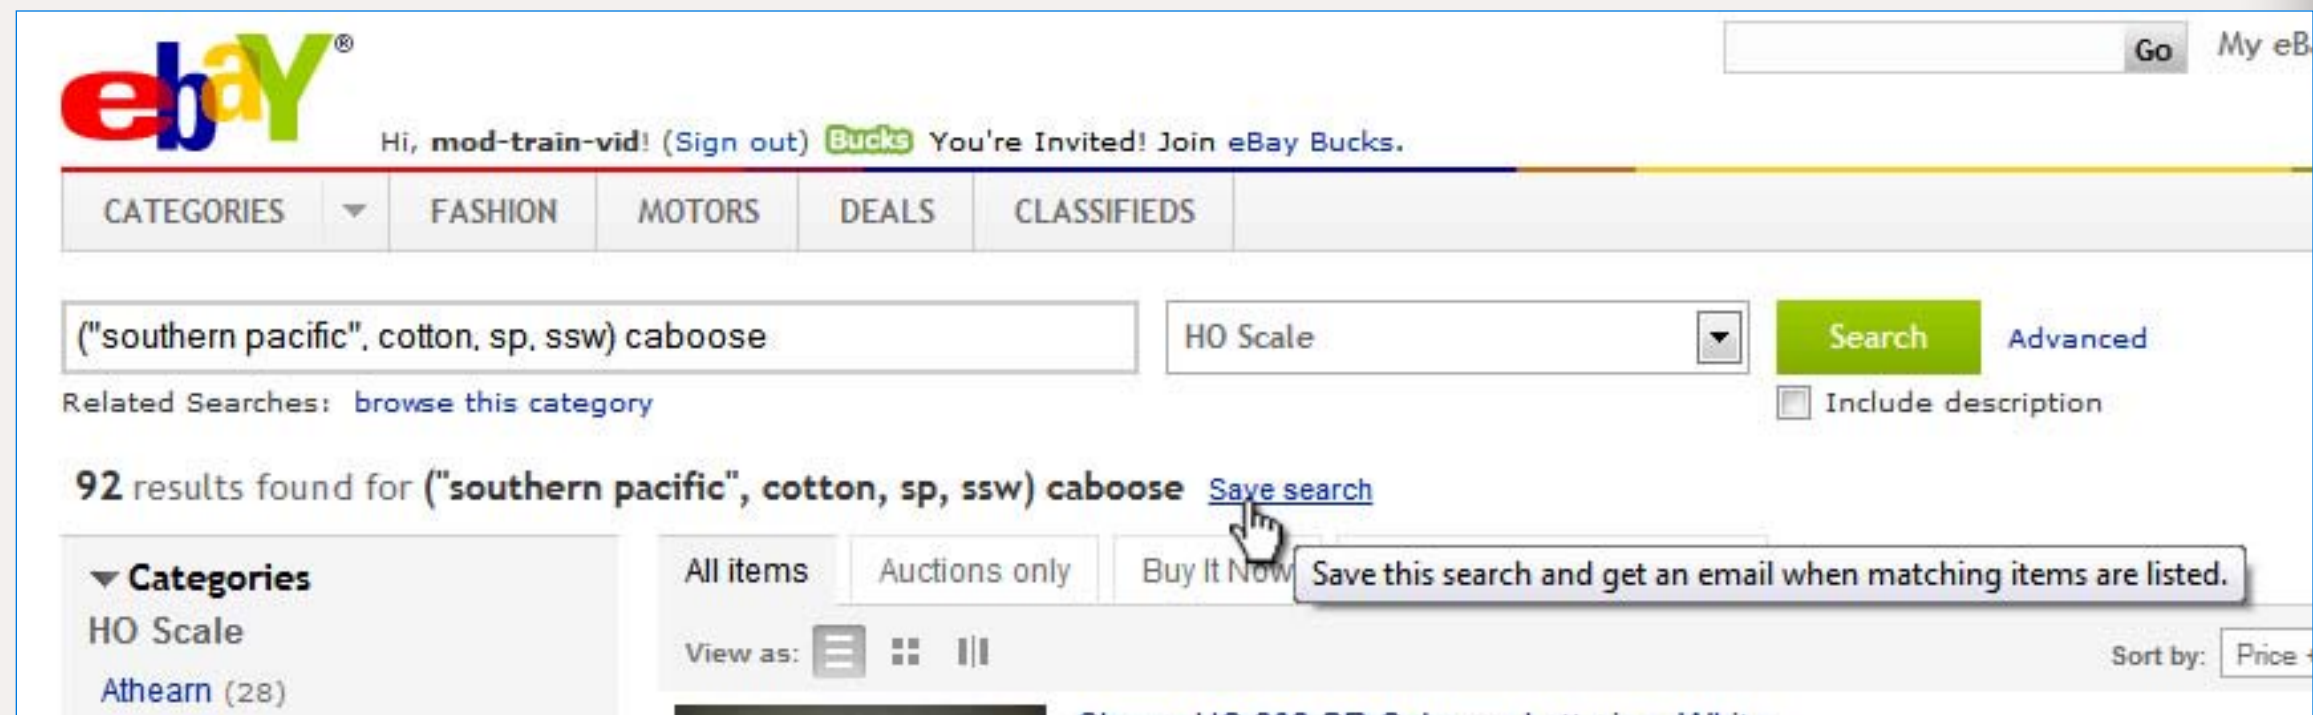 ebaY®
Go My eB
Hi, mod-train-vid! (Sign out) Bucks You're Invited! Join eBay Bucks.
CATEGORIES FASHION MOTORS DEALS CLASSIFIEDS
("southern pacific", cotton, sp, ssw) caboose HO Scale Search Advanced
Related Searches: browse this category Include description
92 results found for ("southern pacific", cotton, sp, ssw) caboose Save search
Categories All items Auctions only Buy It Now Save this search and get an email when matching items are listed.
HO Scale
View as: Sort by: Price +
Athearn (28)